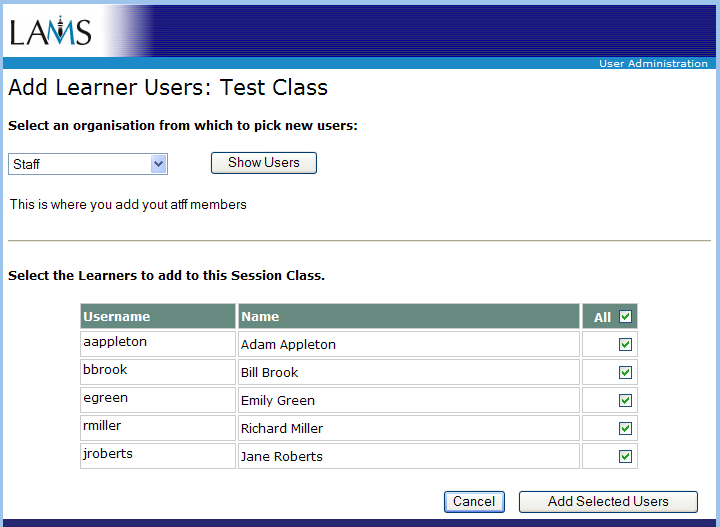 LAMS
User Administration
Add Learner Users: Test Class
Select an organisation from which to pick new users:
Staff Show Users
This is where you add yout atff members
Select the Learners to add to this Session Class.
Username Name All
aappleton Adam Appleton
bbrook Bill Brook
egreen Emily Green
rmiller Richard Miller
jroberts Jane Roberts
Cancel Add Selected Users